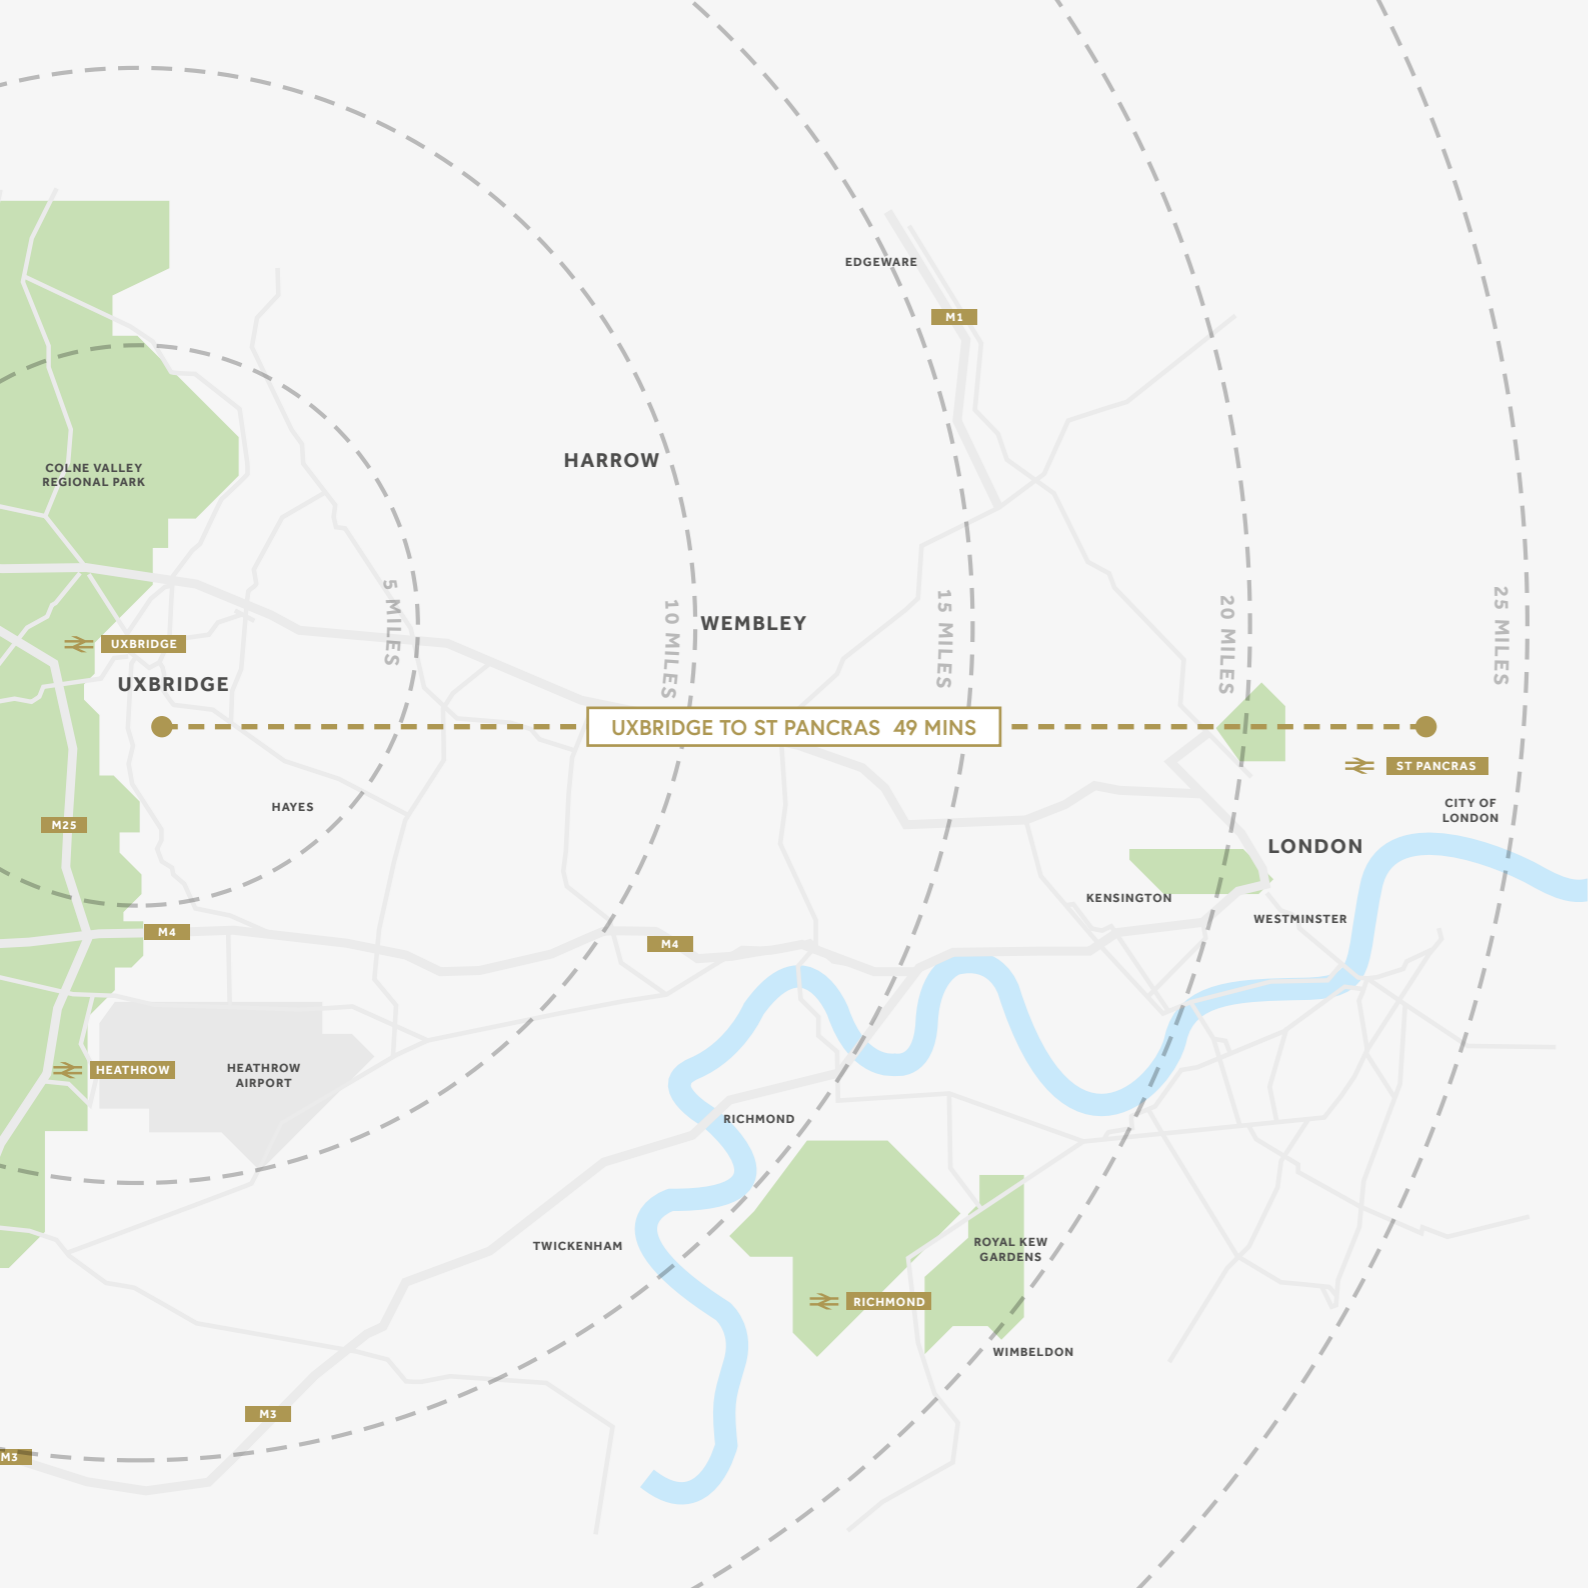 EDGEWARE
M1
HARROW
COLNE VALLEY
REGIONAL PARK
5 MILES
10 MILES
15 MILES
20 MILES
25 MILES
WEMBLEY
UXBRIDGE
UXBRIDGE
UXBRIDGE TO ST PANCRAS 49 MINS
ST PANCRAS
HAYES
CITY OF
LONDON
M25
LONDON
KENSINGTON
WESTMINSTER
M4
M4
HEATHROW
HEATHROW
AIRPORT
RICHMOND
TWICKENHAM
ROYAL KEW
GARDENS
RICHMOND
WIMBELDON
M3
M3